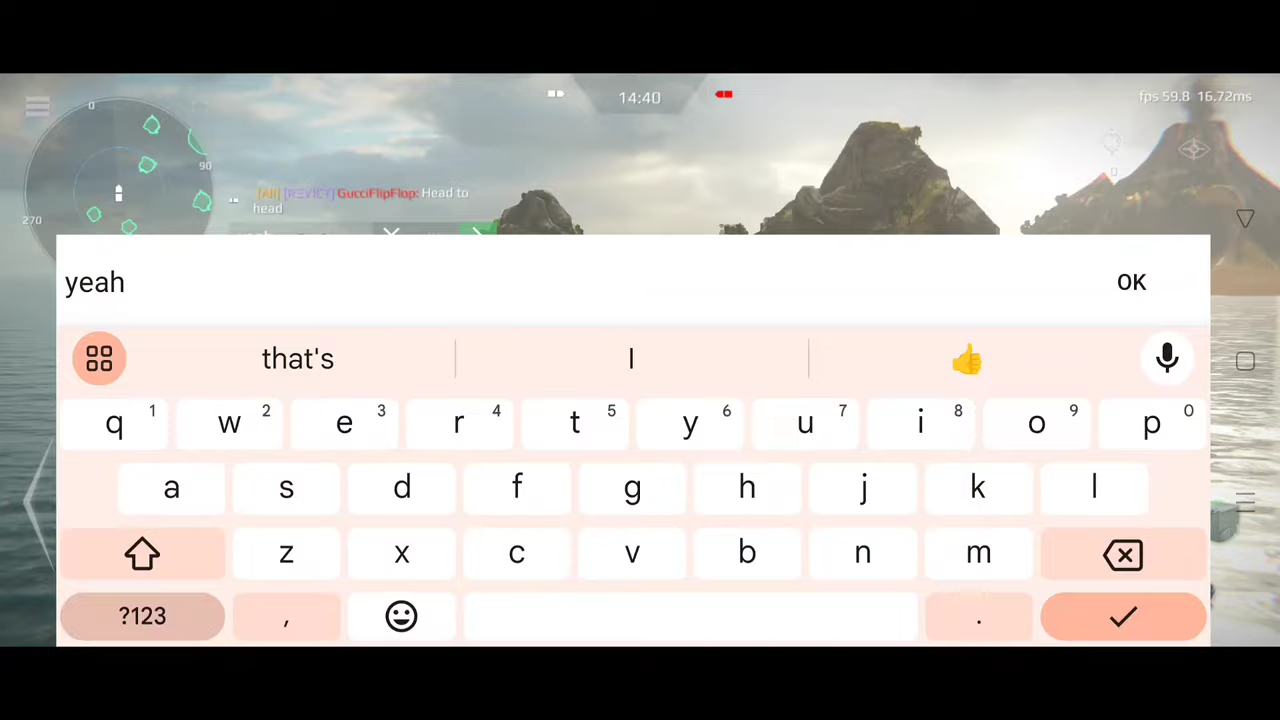 14:40
fps 59.8 16.72ms
0
90
270
0
[All] [REVICY] GucciFlipFlop: Head to
head
yeah
OK
that's I 👍
q 1 w 2 e 3 r 4 t 5 y 6 u 7 i 8 o 9 p 0
a s d f g h j k l
z x c v b n m
?123 , .